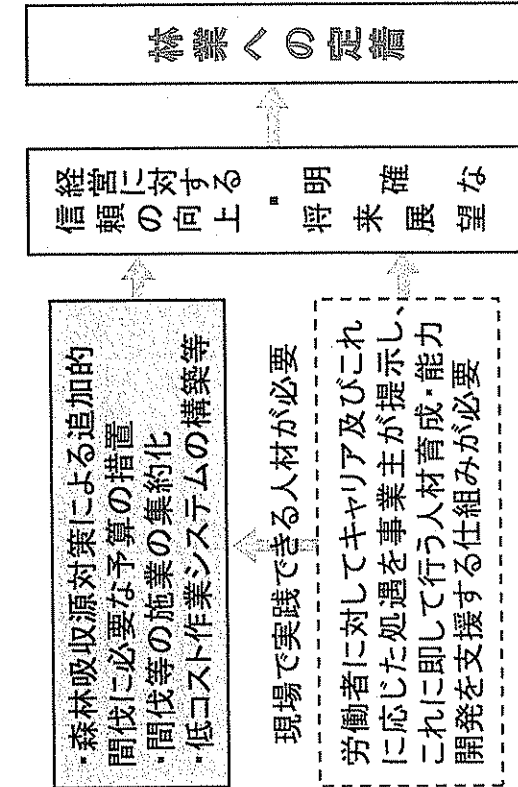 ・森林吸収源対策による追加的
間伐に必要な予算の措置
・間伐等の施業の集約化
・低コスト作業システムの構築等
現場で実践できる人材が必要
労働者に対してキャリア及びこれ
に応じた処遇を事業主が提示し、
これに即して行う人材育成・能力
開発を支援する仕組みが必要
経営に対する
信頼の向上
・
明確な
将来展望
林業への定着